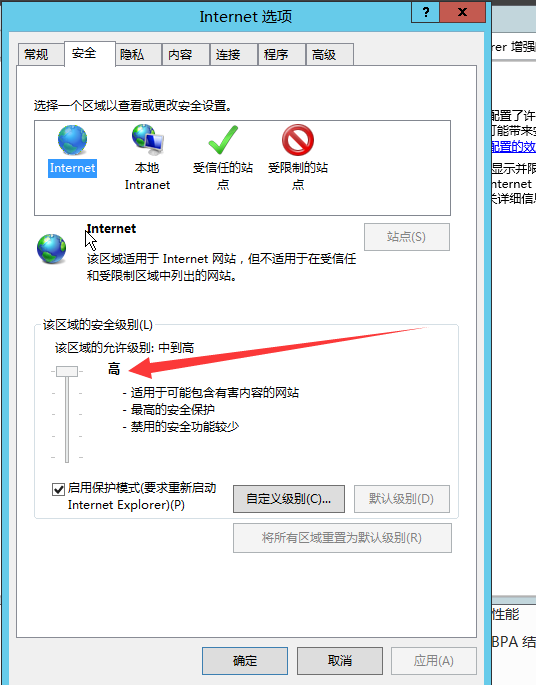 Internet 选项
?
x
常规 安全 隐私 内容 连接 程序 高级
选择一个区域以查看或更改安全设置。
Internet
本地
Intranet
受信任的站
点
受限制的站
点
Internet
站点(S)
该区域适用于 Internet 网站，但不适用于在受信任
和受限制区域中列出的网站。
该区域的安全级别(L)
该区域的允许级别: 中到高
高
- 适用于可能包含有害内容的网站
- 最高的安全保护
- 禁用的安全功能较少
启用保护模式(要求重新启动
Internet Explorer)(P)
自定义级别(C)...
默认级别(D)
将所有区域重置为默认级别(R)
确定
取消
应用(A)
rer 增强
配置了许
可能带来
配置的效
显示并限
nternet
关详细信息
性能
BPA 结